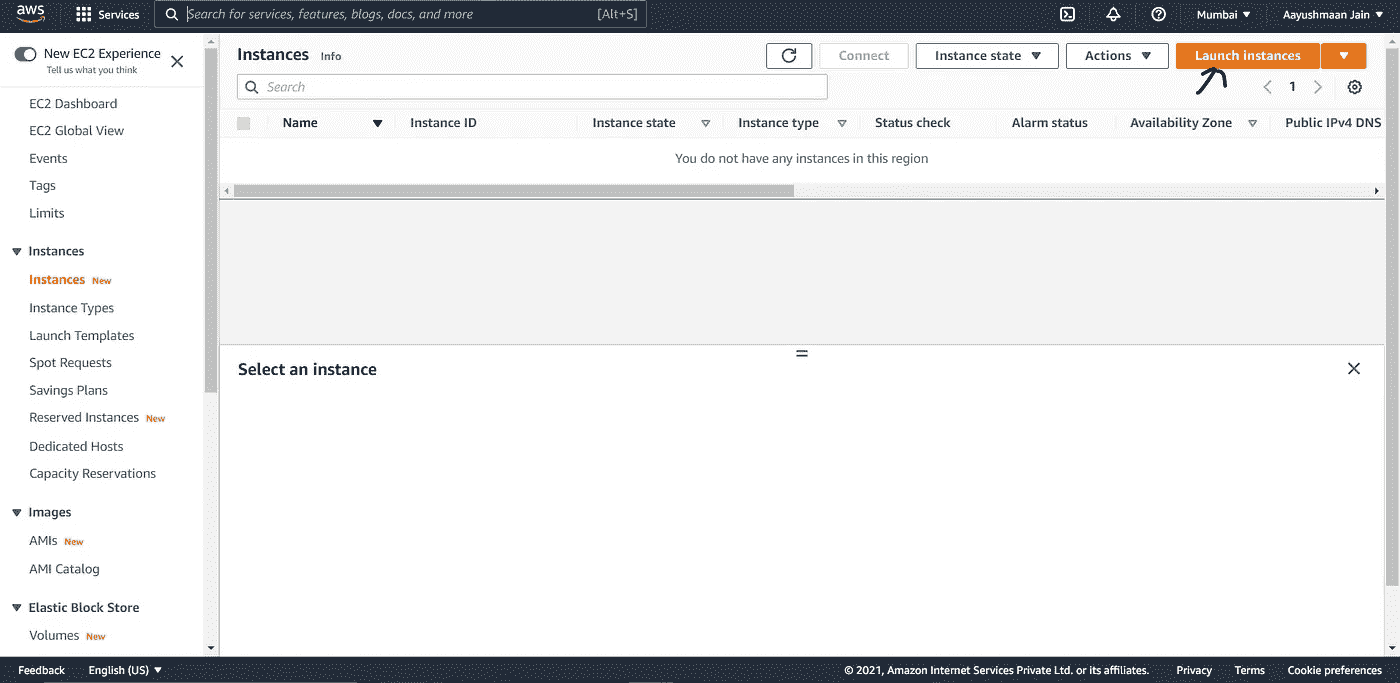 aws Services Search for services, features, blogs, docs, and more [Alt+S] Mumbai Aayushmaan Jain
New EC2 Experience
Tell us what you think
EC2 Dashboard
EC2 Global View
Events
Tags
Limits
Instances
Instances New
Instance Types
Launch Templates
Spot Requests
Savings Plans
Reserved Instances New
Dedicated Hosts
Capacity Reservations
Images
AMIs New
AMI Catalog
Elastic Block Store
Volumes New
Instances Info Connect Instance state Actions Launch instances
Search 1
Name Instance ID Instance state Instance type Status check Alarm status Availability Zone Public IPv4 DNS
You do not have any instances in this region
Select an instance
Feedback English (US) © 2021, Amazon Internet Services Private Ltd. or its affiliates. Privacy Terms Cookie preferences